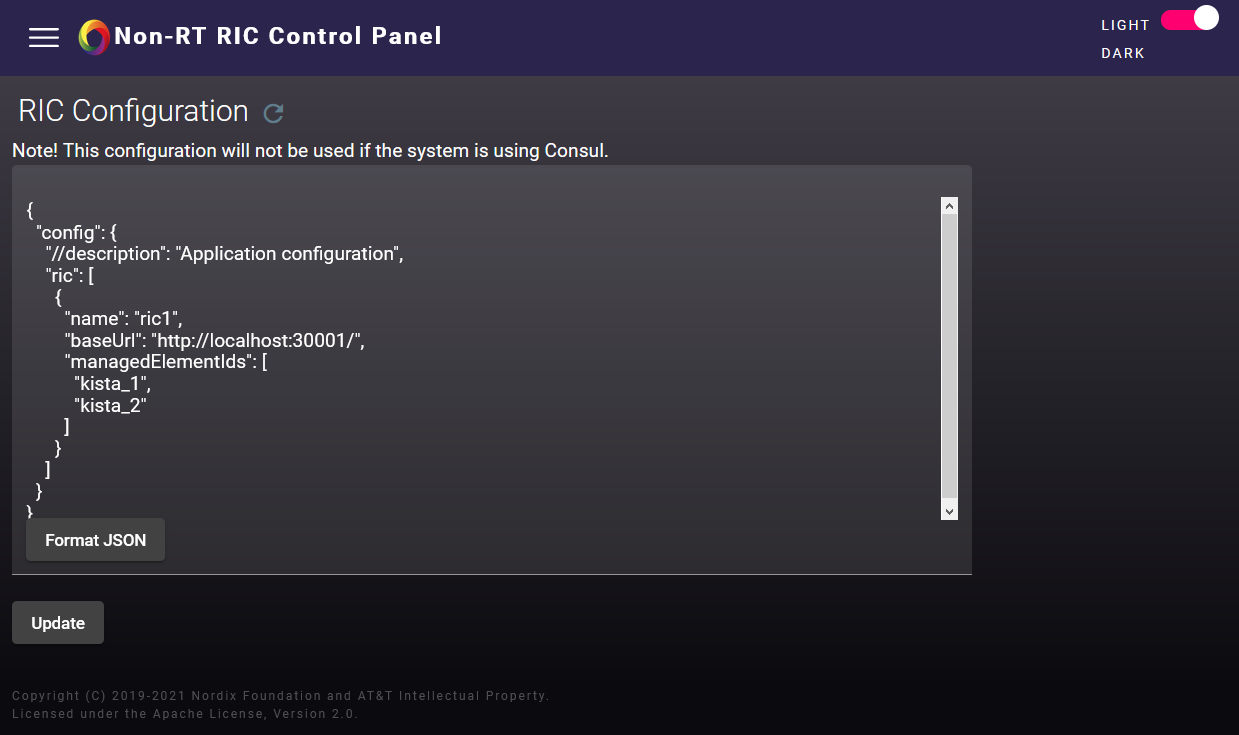 Non-RT RIC Control Panel
LIGHT
DARK
RIC Configuration
Note! This configuration will not be used if the system is using Consul.
{
  "config": {
    "//description": "Application configuration",
    "ric": [
      {
        "name": "ric1",
        "baseUrl": "http://localhost:30001/",
        "managedElementIds": [
          "kista_1",
          "kista_2"
        ]
      }
    ]
  }
}
Format JSON
Update
Copyright (C) 2019-2021 Nordix Foundation and AT&T Intellectual Property.
Licensed under the Apache License, Version 2.0.